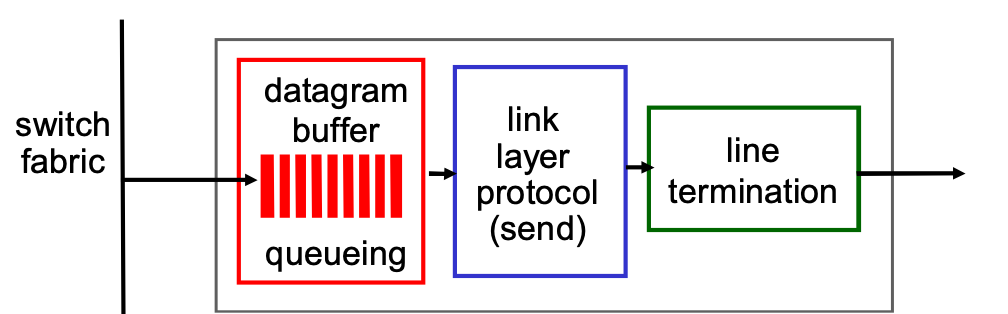 switch
fabric
datagram
buffer
queueing
link
layer
protocol
(send)
line
termination